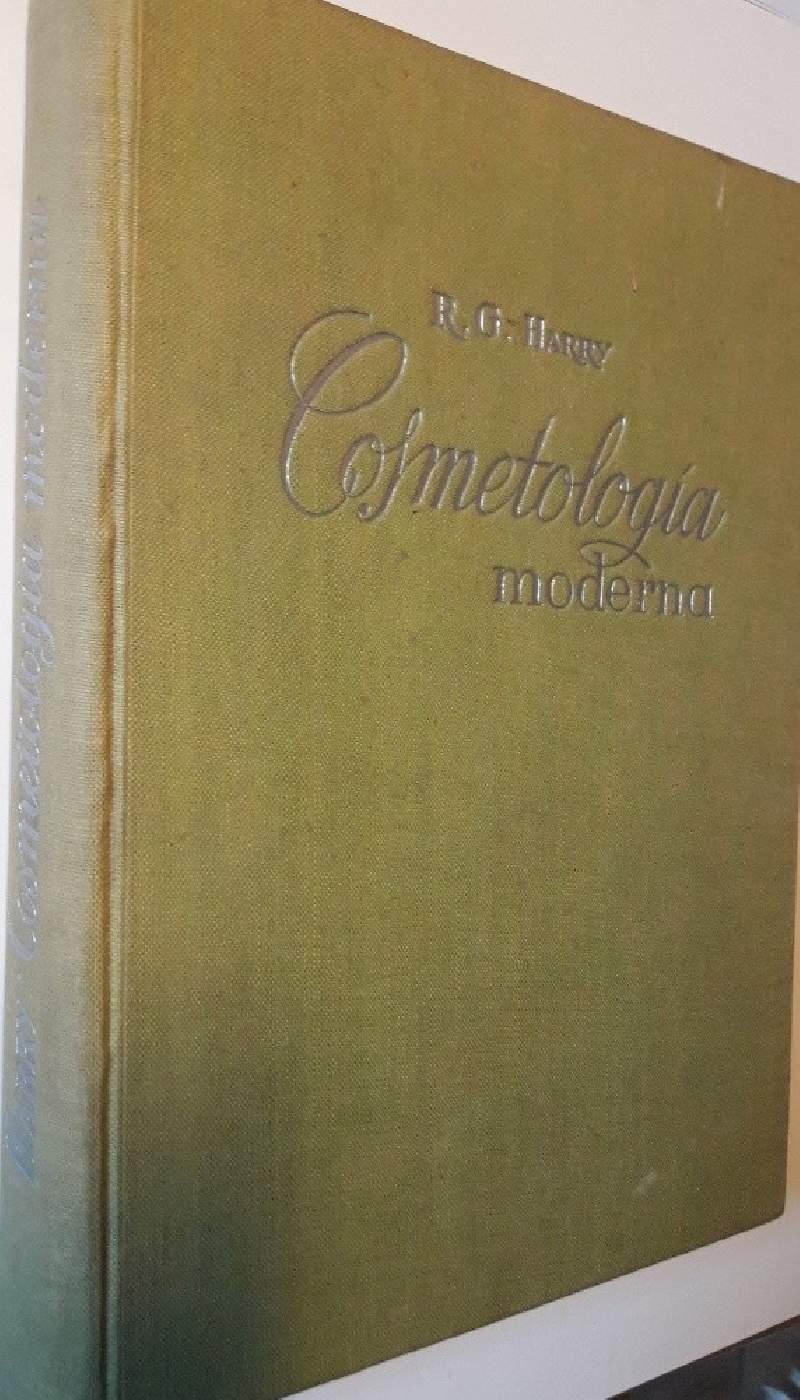 R. G. HARRY
Cosmetología
moderna
HARRY - Cosmetología moderna